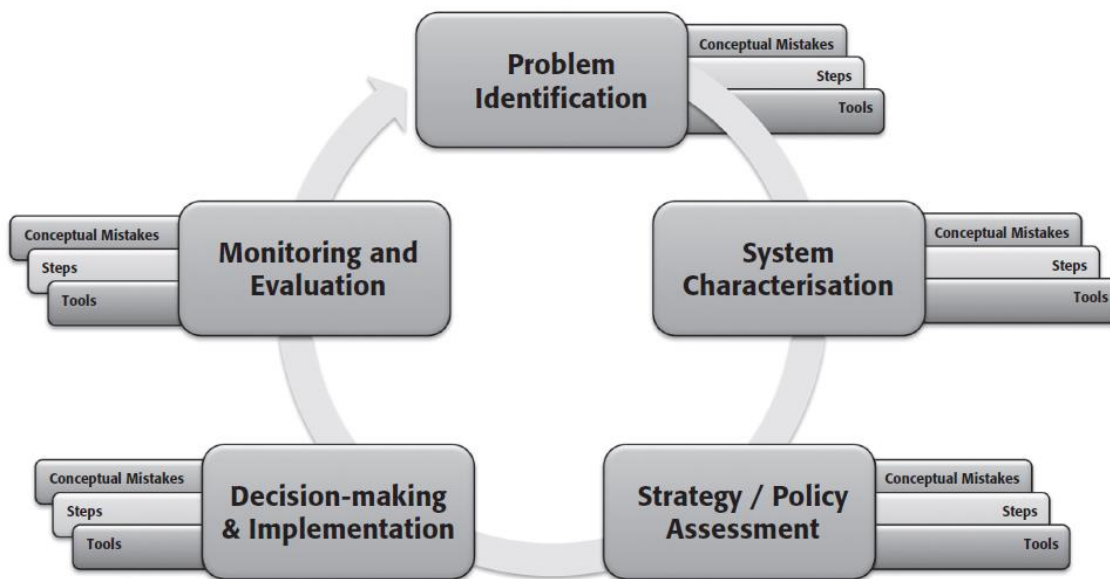 Problem
Identification
Conceptual Mistakes
Steps
Tools
System
Characterisation
Conceptual Mistakes
Steps
Tools
Strategy / Policy
Assessment
Conceptual Mistakes
Steps
Tools
Decision-making
& Implementation
Conceptual Mistakes
Steps
Tools
Monitoring and
Evaluation
Conceptual Mistakes
Steps
Tools